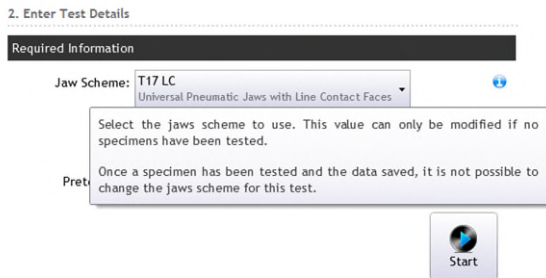 2. Enter Test Details
Required Information
Jaw Scheme: T17 LC
Universal Pneumatic Jaws with Line Contact Faces
Select the jaws scheme to use. This value can only be modified if no
specimens have been tested.
Once a specimen has been tested and the data saved, it is not possible to
change the jaws scheme for this test.
Start